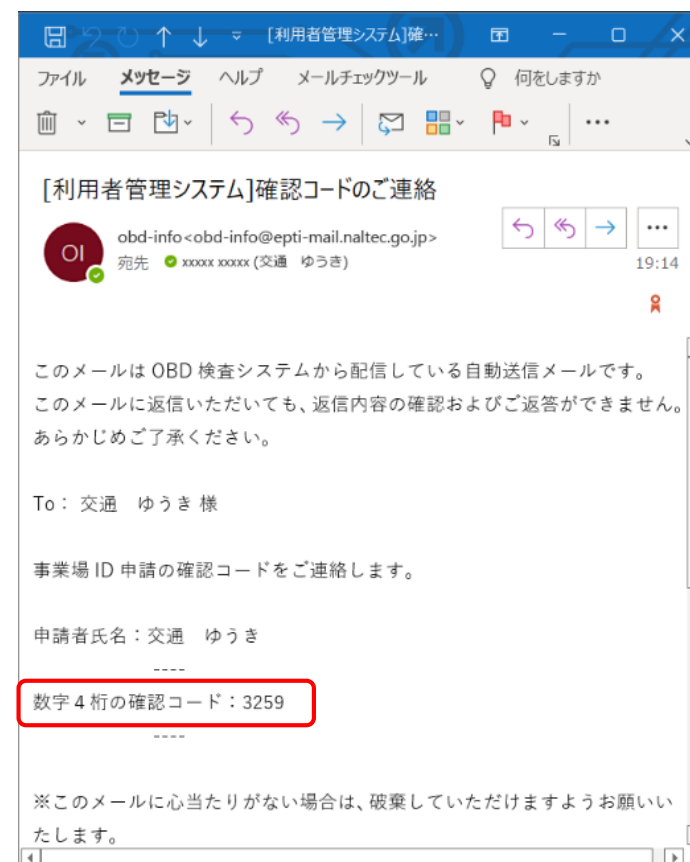 [利用者管理システム]確…
ファイル メッセージ ヘルプ メールチェックツール 何をしますか
[利用者管理システム]確認コードのご連絡
OI
obd-info<obd-info@epti-mail.naltec.go.jp>
宛先 xxxxx xxxxx (交通　ゆうき)
19:14
このメールは OBD 検査システムから配信している自動送信メールです。
このメールに返信いただいても、返信内容の確認およびご返答ができません。
あらかじめご了承ください。
To： 交通　ゆうき 様
事業場 ID 申請の確認コードをご連絡します。
申請者氏名：交通　ゆうき
----
数字 4 桁の確認コード：3259
----
※このメールに心当たりがない場合は、破棄していただけますようお願いい
たします。